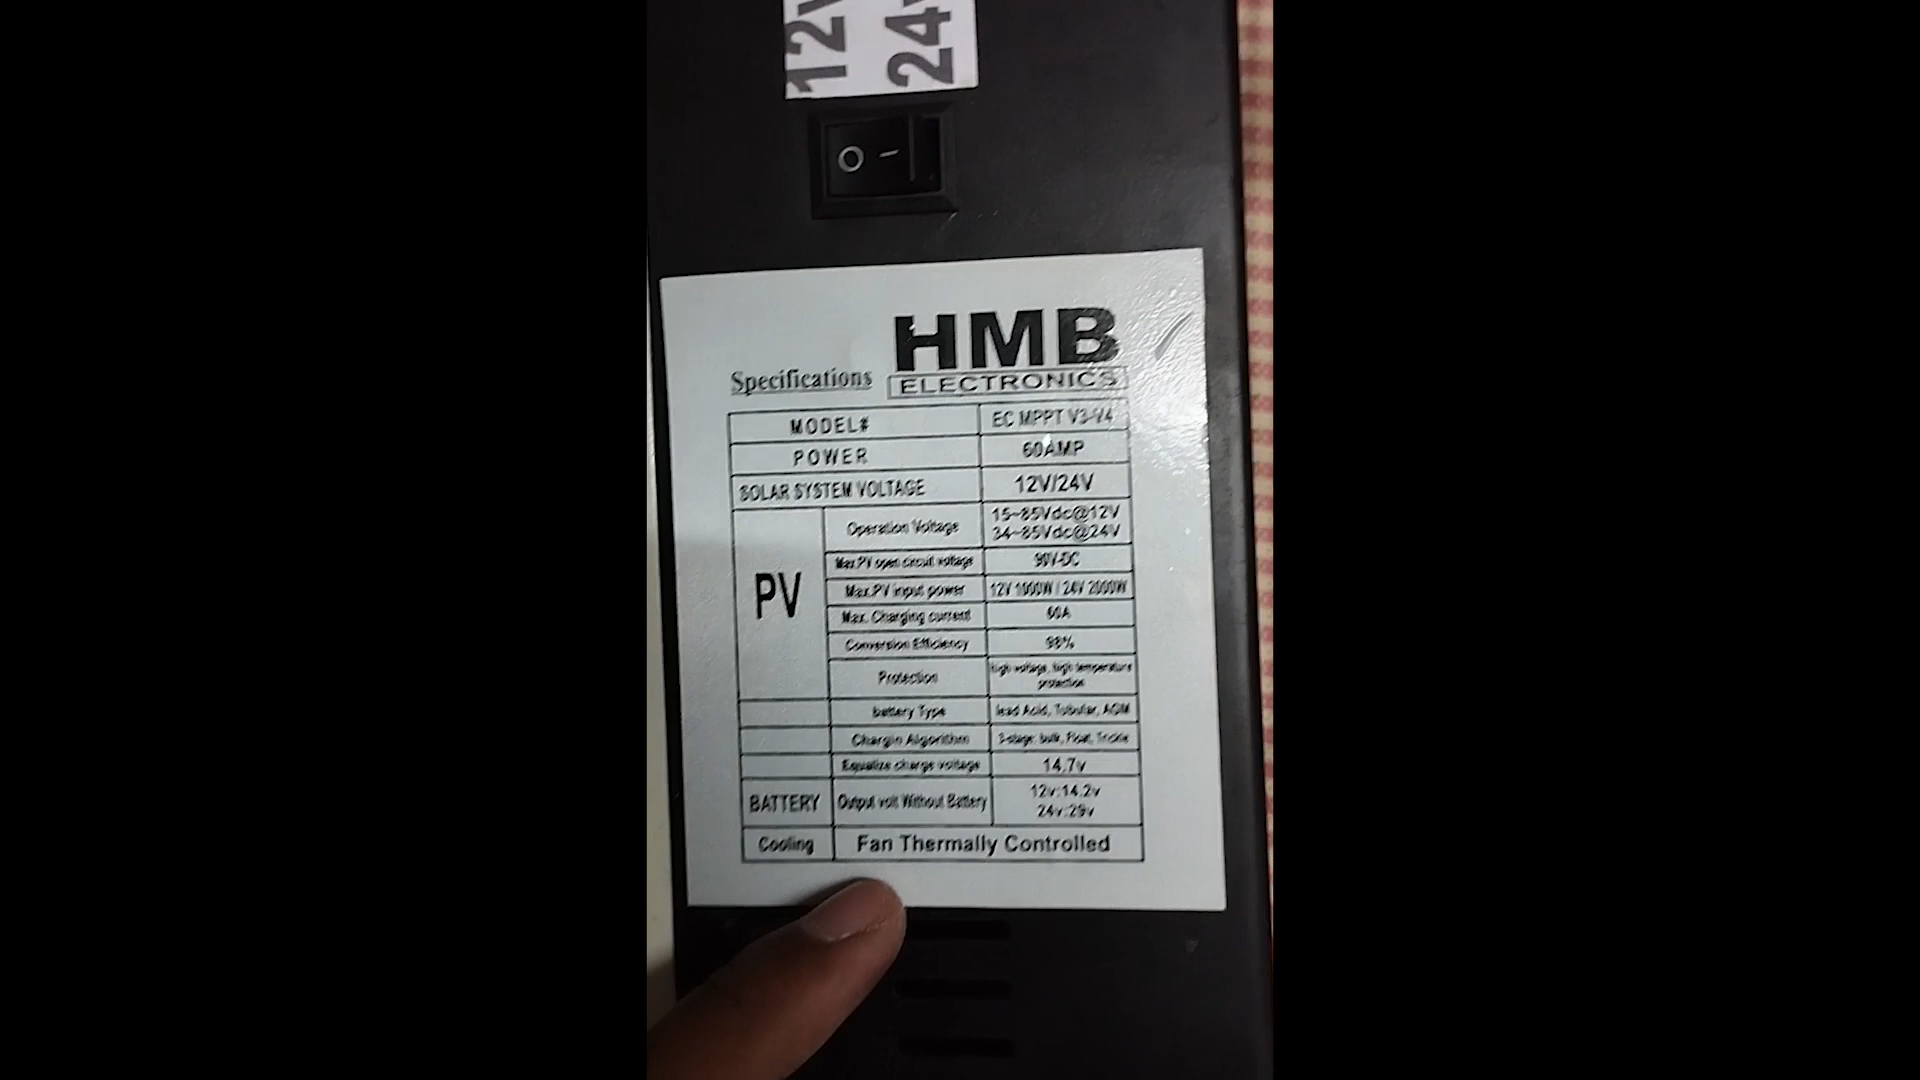 12V
24V
HMB
Specifications ELECTRONICS
MODEL# EC MPPT V3-V4
POWER 60AMP
SOLAR SYSTEM VOLTAGE 12V/24V
PV
Operation Voltage 15~85Vdc@12V
34~85Vdc@24V
Max.PV open circuit voltage 90V-DC
Max.PV input power 12V 1000W / 24V 2000W
Max. Charging current 60A
Conversion Efficiency 98%
Protection high voltage, high temperature
protection
battery Type lead Acid, Tubular, AGM
Chargin Algorithm 3-stage: bulk, Float, Trickle
Equalize charge voltage 14.7v
BATTERY Output volt Without Battery 12v:14.2v
24v:29v
Cooling Fan Thermally Controlled